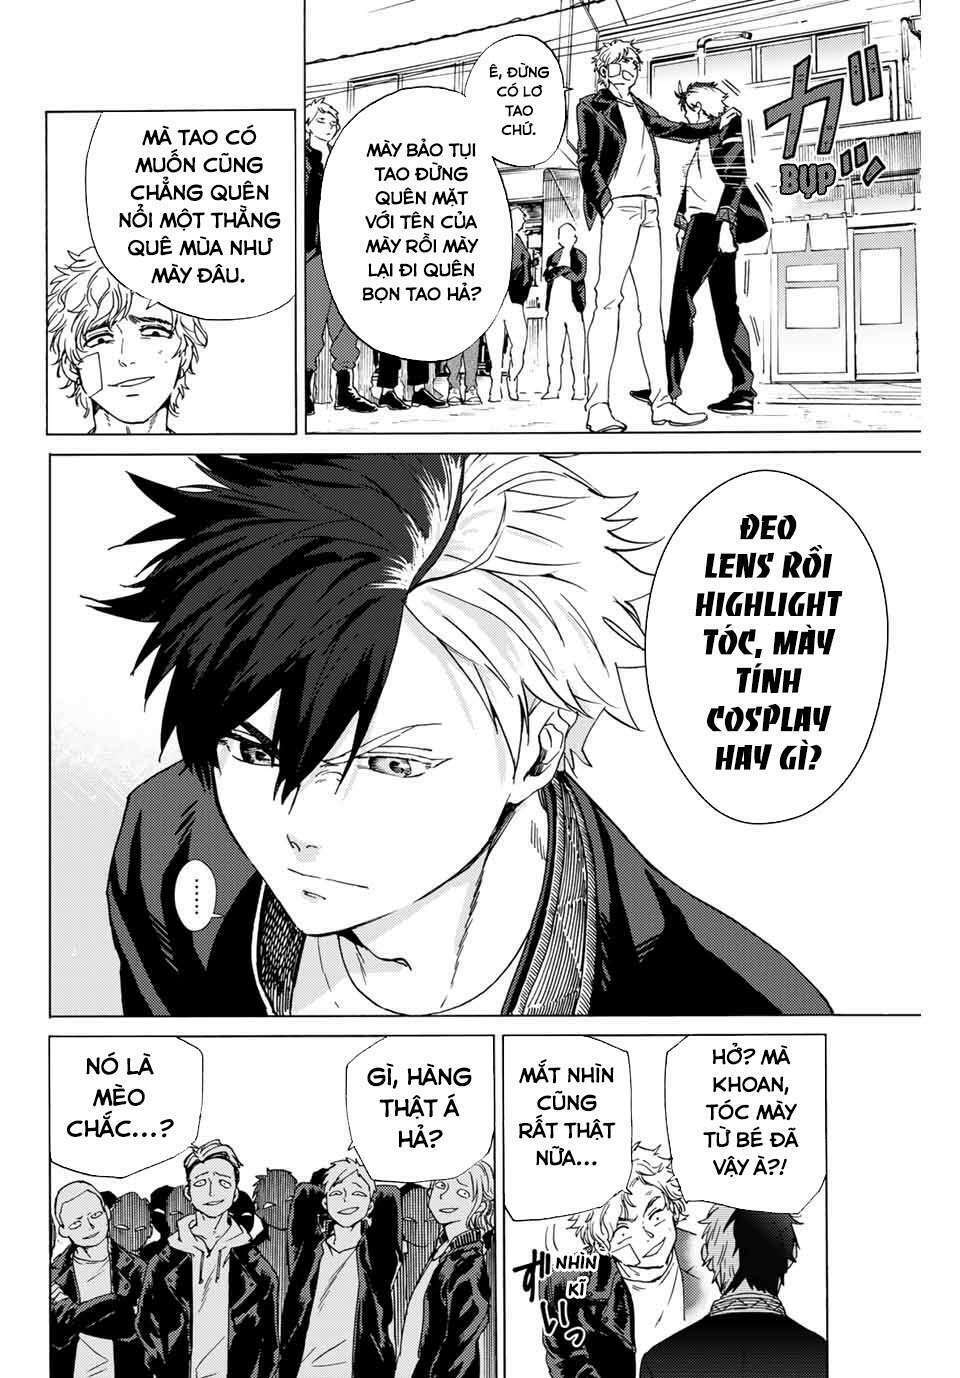 Ê, ĐỪNG
CÓ LƠ
TAO
CHỨ.
MÀY BẢO TỤI
TAO ĐỪNG
QUÊN MẶT
VỚI TÊN CỦA
MÀY RỒI MÀY
LẠI ĐI QUÊN
BỌN TAO HẢ?
ガッ
BỤP
MÀ TAO CÓ
MUỐN CŨNG
CHẲNG QUÊN
NỔI MỘT THẰNG
QUÊ MÙA NHƯ
MÀY ĐÂU.
ĐEO
LENS RỒI
HIGHLIGHT
TÓC, MÀY
TÍNH
COSPLAY
HAY GÌ?
......
HỞ? MÀ
KHOAN,
TÓC MÀY
TỪ BÉ ĐÃ
VẬY À?!
MẮT NHÌN
CŨNG
RẤT THẬT
NỮA...
NHÌN
KĨ
ずいっ
GÌ, HÀNG
THẬT Á
HẢ?
NÓ LÀ
MÈO
CHẮC...?